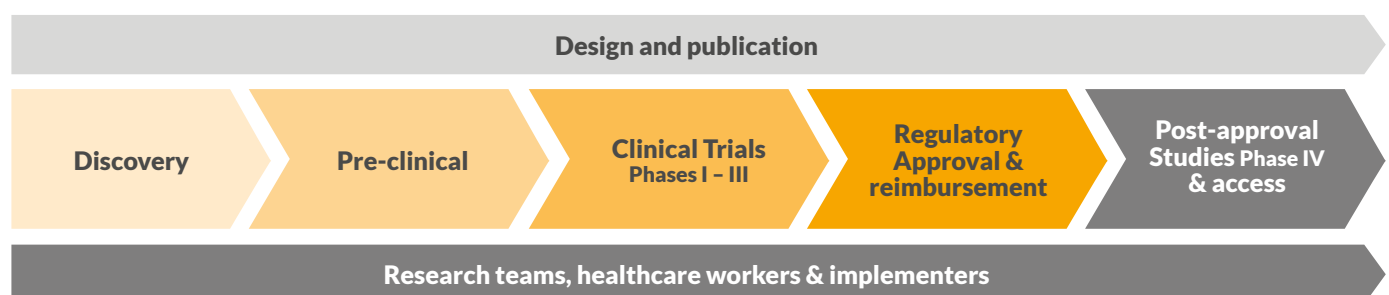 Design and publication
Discovery
Pre-clinical
Clinical Trials
Phases I – III
Regulatory
Approval &
reimbursement
Post-approval
Studies Phase IV
& access
Research teams, healthcare workers & implementers